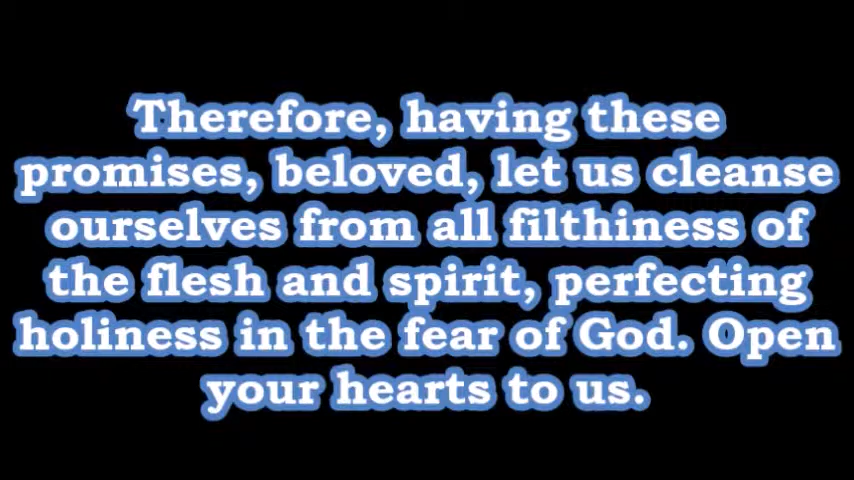 Therefore, having these
promises, beloved, let us cleanse
ourselves from all filthiness of
the flesh and spirit, perfecting
holiness in the fear of God. Open
your hearts to us.